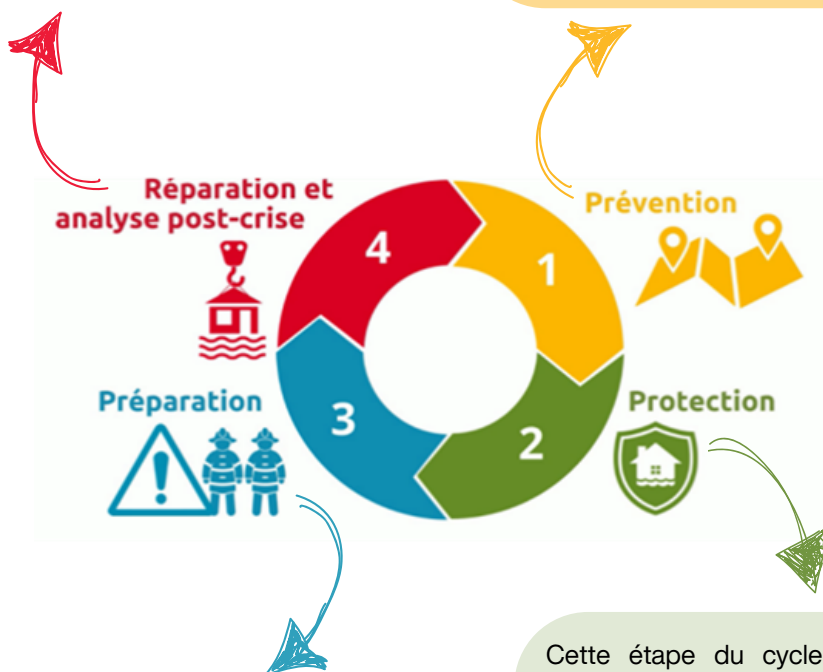 Réparation et
analyse post-crise
4
1
Prévention
Préparation
3
2
Protection
Cette étape du cycle